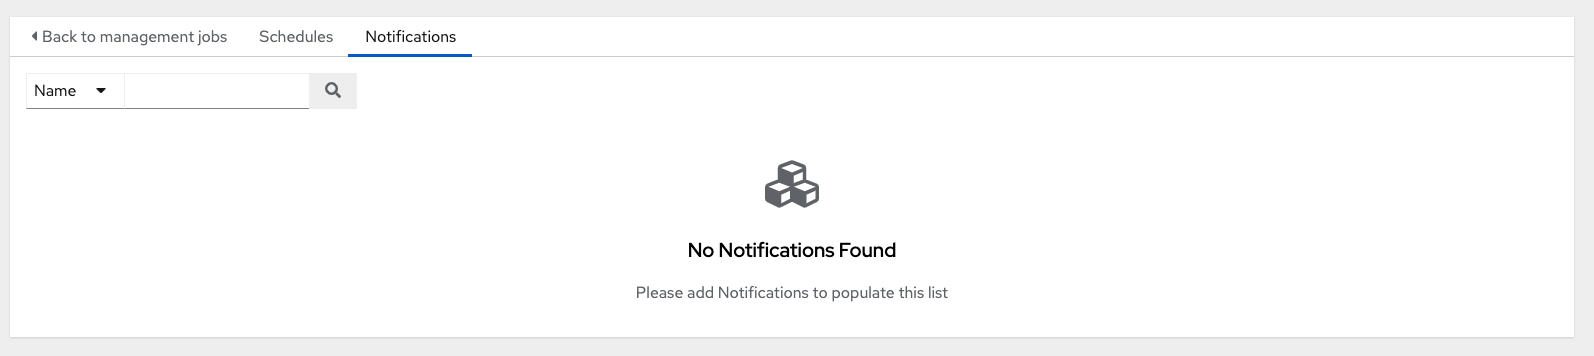 Back to management jobs Schedules Notifications
Name
No Notifications Found
Please add Notifications to populate this list